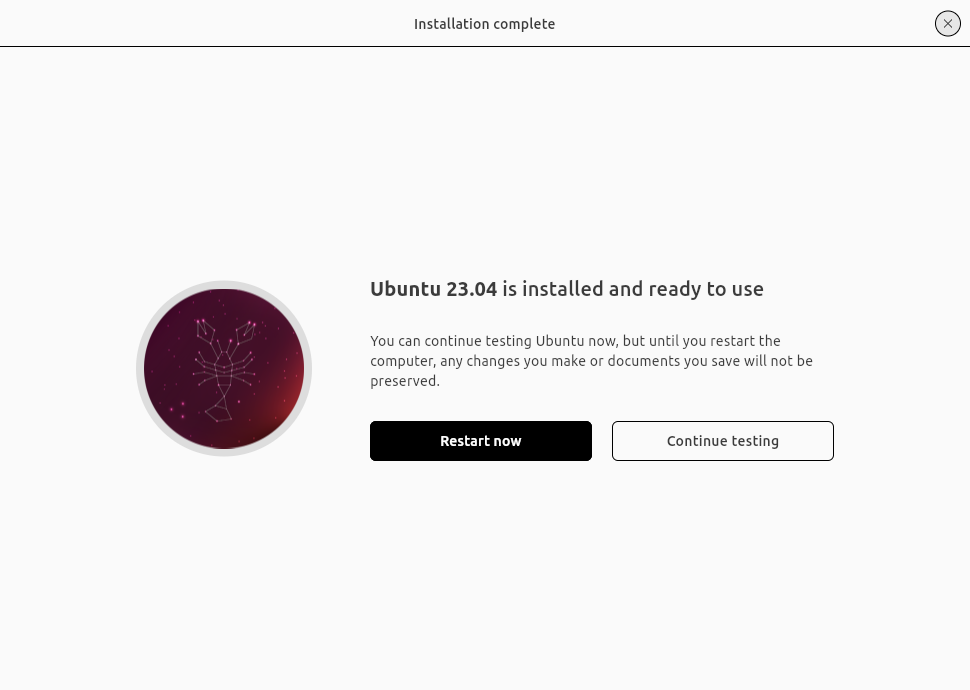 Installation complete
Ubuntu 23.04 is installed and ready to use
You can continue testing Ubuntu now, but until you restart the
computer, any changes you make or documents you save will not be
preserved.
Restart now
Continue testing